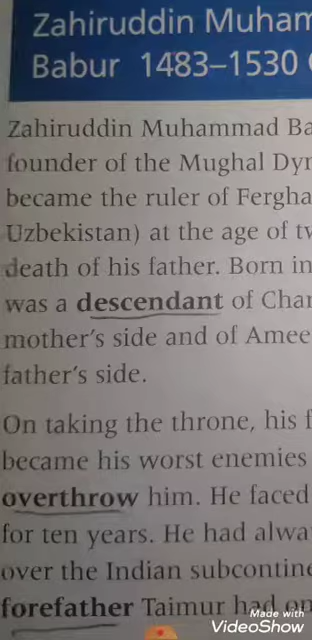 Zahiruddin Muham
Babur 1483–1530
Zahiruddin Muhammad Ba
founder of the Mughal Dyn
became the ruler of Fergha
Uzbekistan) at the age of tw
death of his father. Born in
was a descendant of Cha
mother's side and of Amee
father's side.
On taking the throne, his f
became his worst enemies
overthrow him. He faced
for ten years. He had alwa
over the Indian subcontine
forefather Taimur had on
Made with
VideoShow